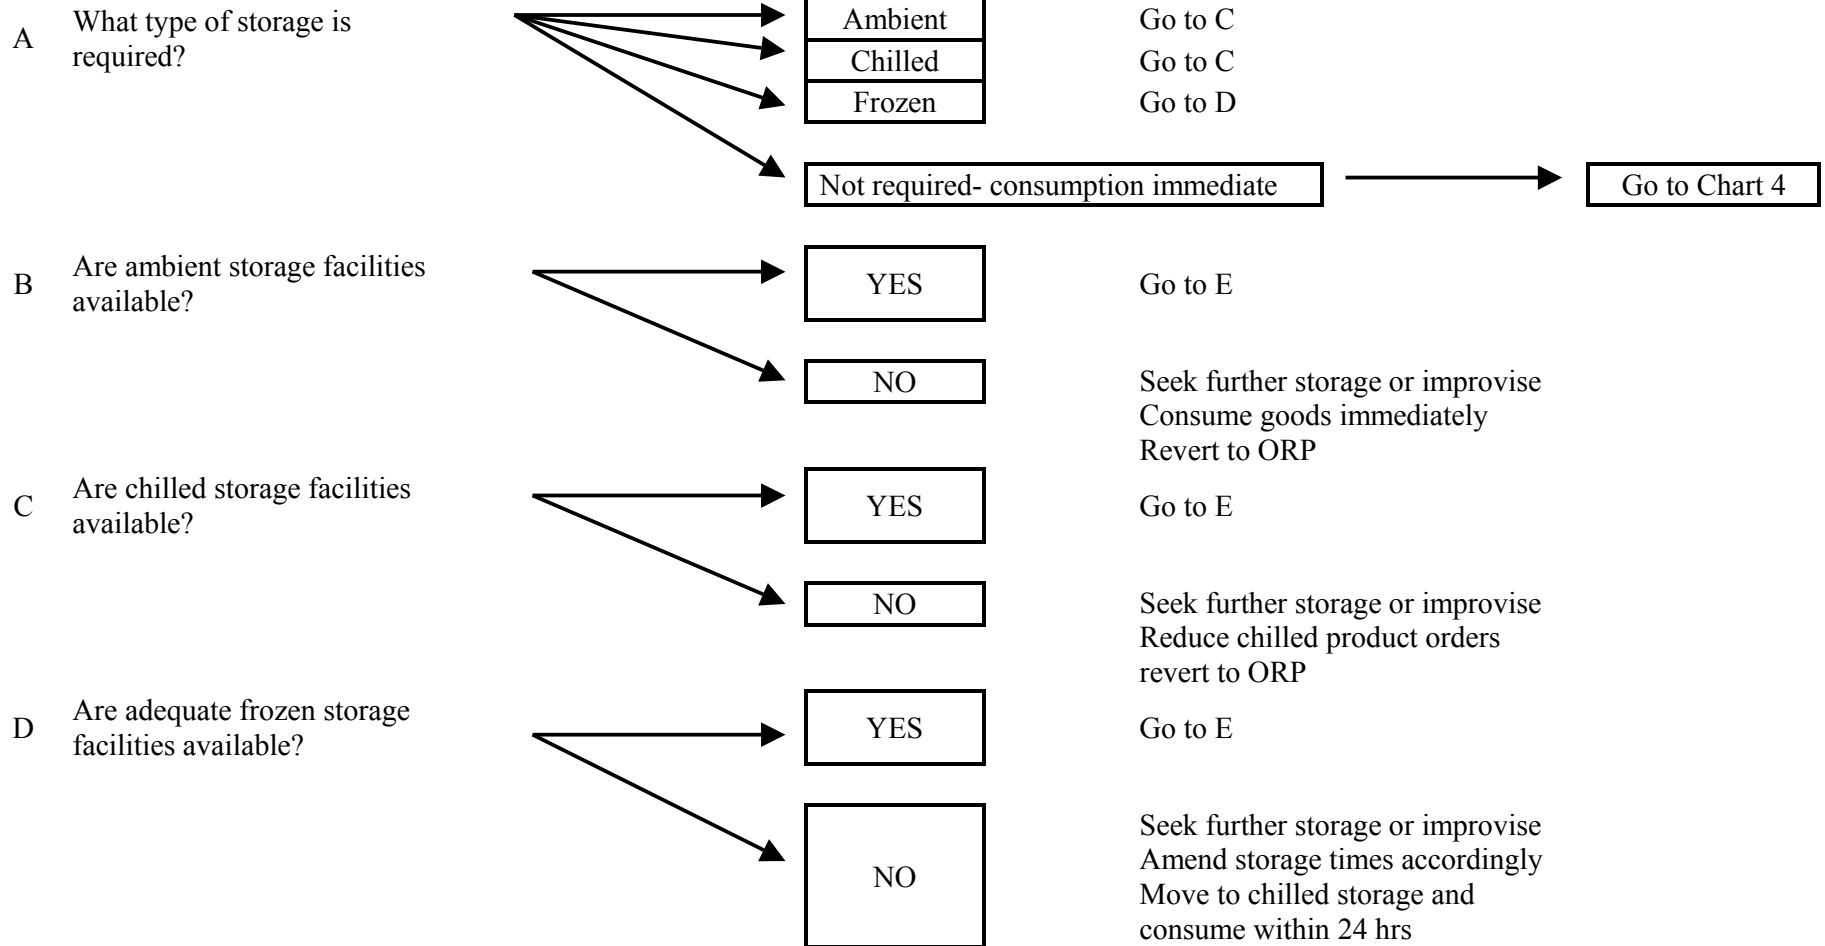 A
What type of storage is
required?
Ambient
Go to C
Chilled
Go to C
Frozen
Go to D
Not required- consumption immediate
Go to Chart 4
B
Are ambient storage facilities
available?
YES
Go to E
NO
Seek further storage or improvise
Consume goods immediately
Revert to ORP
C
Are chilled storage facilities
available?
YES
Go to E
NO
Seek further storage or improvise
Reduce chilled product orders
revert to ORP
D
Are adequate frozen storage
facilities available?
YES
Go to E
NO
Seek further storage or improvise
Amend storage times accordingly
Move to chilled storage and
consume within 24 hrs